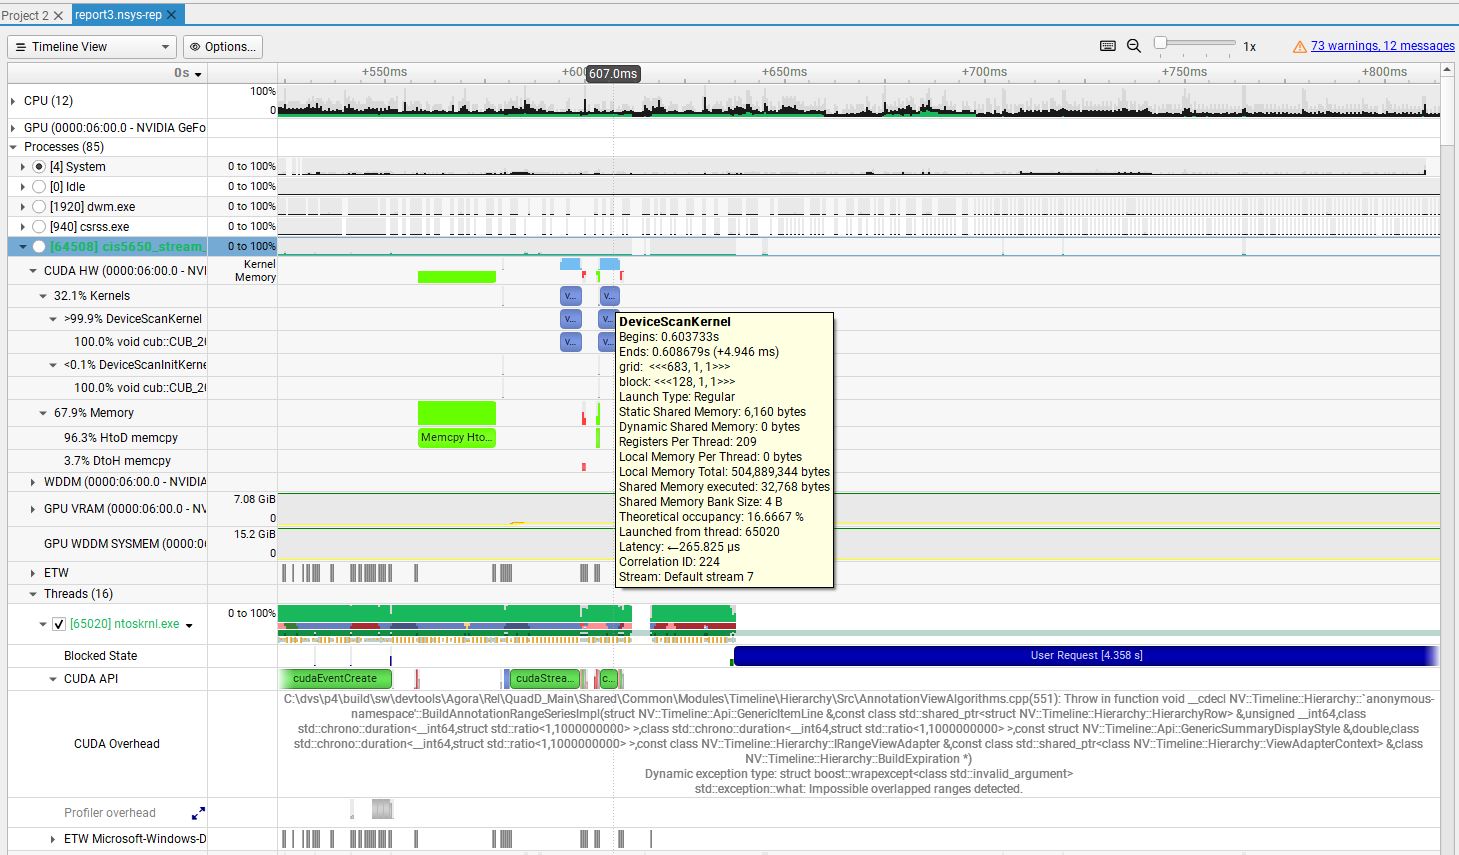 Project 2
report3.nsys-rep
Timeline View
Options...
1x
73 warnings, 12 messages
0s
+550ms
+600
607.0ms
+650ms
+700ms
+750ms
+800ms
CPU (12)
100%
0
GPU (0000:06:00.0 - NVIDIA GeFo
Processes (85)
[4] System
0 to 100%
[0] Idle
0 to 100%
[1920] dwm.exe
0 to 100%
[940] csrss.exe
0 to 100%
[64508] cis5650_stream_
0 to 100%
CUDA HW (0000:06:00.0 - NVI
Kernel
Memory
32.1% Kernels
v...
v...
>99.9% DeviceScanKernel
v...
v...
100.0% void cub::CUB_20
v...
v...
<0.1% DeviceScanInitKerne
100.0% void cub::CUB_20
67.9% Memory
96.3% HtoD memcpy
Memcpy Hto...
3.7% DtoH memcpy
WDDM (0000:06:00.0 - NVIDIA
GPU VRAM (0000:06:00.0 - NV
7.08 GiB
0
GPU WDDM SYSMEM (0000:0
15.2 GiB
0
ETW
Threads (16)
[65020] ntoskrnl.exe
0 to 100%
Blocked State
User Request [4.358 s]
CUDA API
cudaEventCreate
cudaStrea...
c...
CUDA Overhead
C:\dvs\p4\build\sw\devtools\Agora\Rel\QuadD_Main\Shared\Common\Modules\Timeline\Hierarchy\Src\AnnotationViewAlgorithms.cpp(551): Throw in function void __cdecl NV::Timeline::Hierarchy::`anonymous-
namespace'::BuildAnnotationRangeSeriesImpl(struct NV::Timeline::Api::GenericItemLine &,const class std::shared_ptr<struct NV::Timeline::Hierarchy::HierarchyRow> &,unsigned __int64,class
std::chrono::duration<__int64,struct std::ratio<1,1000000000> >,class std::chrono::duration<__int64,struct std::ratio<1,1000000000> >,const struct NV::Timeline::Api::GenericSummaryDisplayStyle &,double,class
std::chrono::duration<__int64,struct std::ratio<1,1000000000> >,const class NV::Timeline::Hierarchy::IRangeViewAdapter &,const class std::shared_ptr<class NV::Timeline::Hierarchy::ViewAdapterContext> &,class
NV::Timeline::Hierarchy::BuildExpiration *)
Dynamic exception type: struct boost::wrapexcept<class std::invalid_argument>
std::exception::what: Impossible overlapped ranges detected.
Profiler overhead
ETW Microsoft-Windows-D
DeviceScanKernel
Begins: 0.603733s
Ends: 0.608679s (+4.946 ms)
grid: <<<683, 1, 1>>>
block: <<<128, 1, 1>>>
Launch Type: Regular
Static Shared Memory: 6,160 bytes
Dynamic Shared Memory: 0 bytes
Registers Per Thread: 209
Local Memory Per Thread: 0 bytes
Local Memory Total: 504,889,344 bytes
Shared Memory executed: 32,768 bytes
Shared Memory Bank Size: 4 B
Theoretical occupancy: 16.6667 %
Launched from thread: 65020
Latency: ←265.825 μs
Correlation ID: 224
Stream: Default stream 7